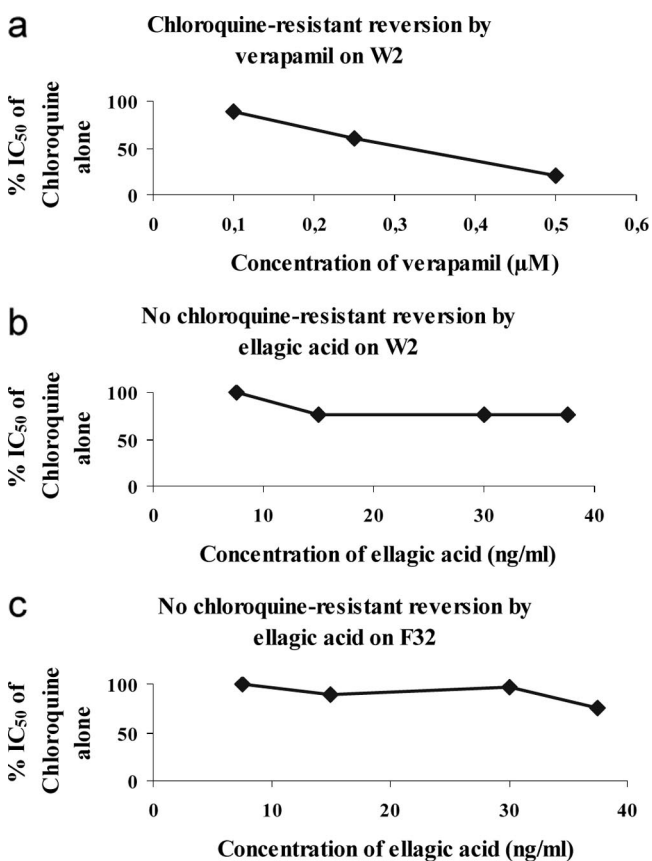 a
Chloroquine-resistant reversion by
verapamil on W2
% IC50 of
Chloroquine
alone
100
50
0
0 0,1 0,2 0,3 0,4 0,5 0,6
Concentration of verapamil (µM)
b
No chloroquine-resistant reversion by
ellagic acid on W2
% IC50 of
Chloroquine
alone
100
50
0
0 10 20 30 40
Concentration of ellagic acid (ng/ml)
c
No chloroquine-resistant reversion by
ellagic acid on F32
% IC50 of
Chloroquine
alone
100
50
0
0 10 20 30 40
Concentration of ellagic acid (ng/ml)